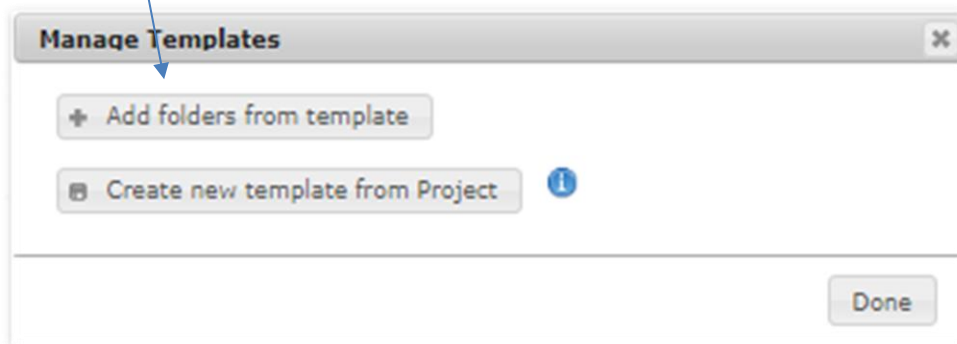 Manage Templates
Add folders from template
Create new template from Project
Done